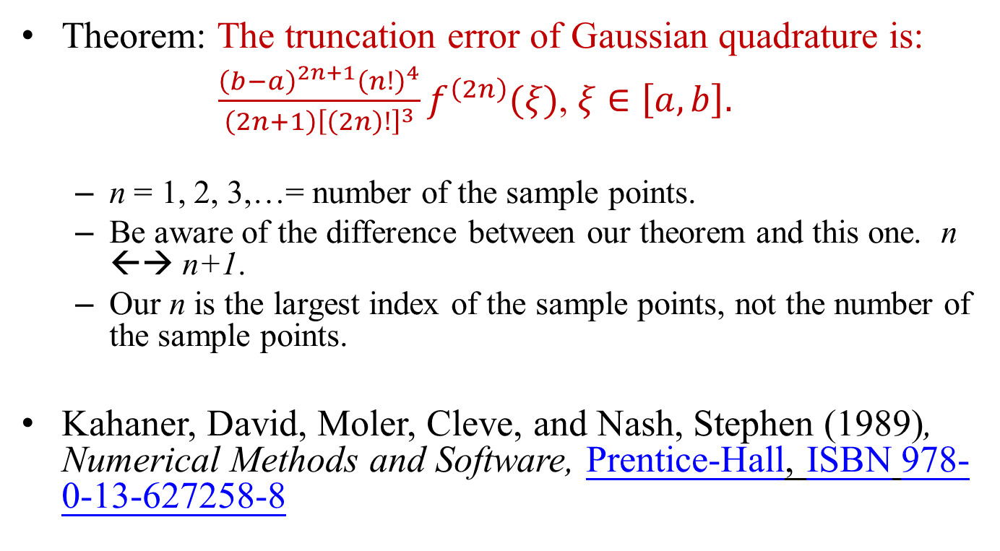 • Theorem: The truncation error of Gaussian quadrature is:
$\frac{(b-a)^{2n+1}(n!)^4}{(2n+1)[(2n)!]^3} f^{(2n)}(\xi), \xi \in [a, b].$
– n = 1, 2, 3,…= number of the sample points.
– Be aware of the difference between our theorem and this one. n
←→ n+1.
– Our n is the largest index of the sample points, not the number of
the sample points.
• Kahaner, David, Moler, Cleve, and Nash, Stephen (1989),
Numerical Methods and Software, Prentice-Hall, ISBN 978-
0-13-627258-8